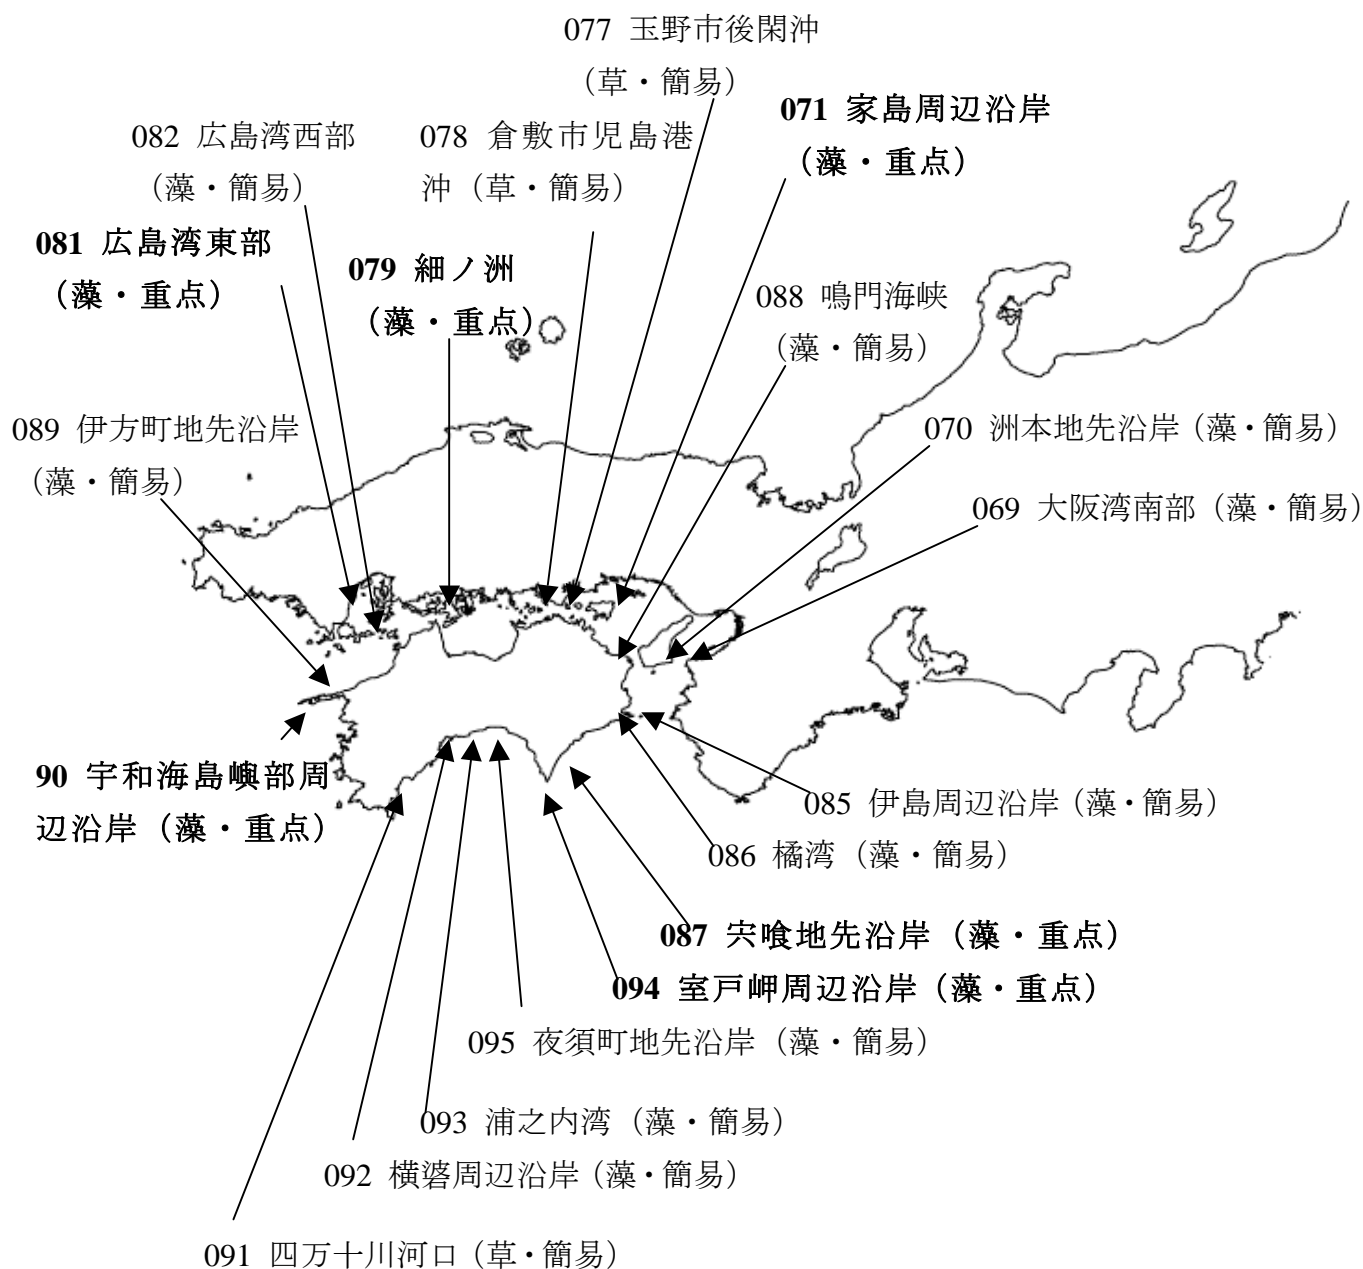 077 玉野市後閑沖
（草・簡易）
071 家島周辺沿岸
（藻・重点）
082 広島湾西部
（藻・簡易）
078 倉敷市児島港
沖（草・簡易）
081 広島湾東部
（藻・重点）
079 細ノ洲
（藻・重点）
088 鳴門海峡
（藻・簡易）
089 伊方町地先沿岸
（藻・簡易）
070 洲本地先沿岸（藻・簡易）
069 大阪湾南部（藻・簡易）
90 宇和海島嶼部周
辺沿岸（藻・重点）
085 伊島周辺沿岸（藻・簡易）
086 橘湾（藻・簡易）
087 宍喰地先沿岸（藻・重点）
094 室戸岬周辺沿岸（藻・重点）
095 夜須町地先沿岸（藻・簡易）
093 浦之内湾（藻・簡易）
092 横碆周辺沿岸（藻・簡易）
091 四万十川河口（草・簡易）